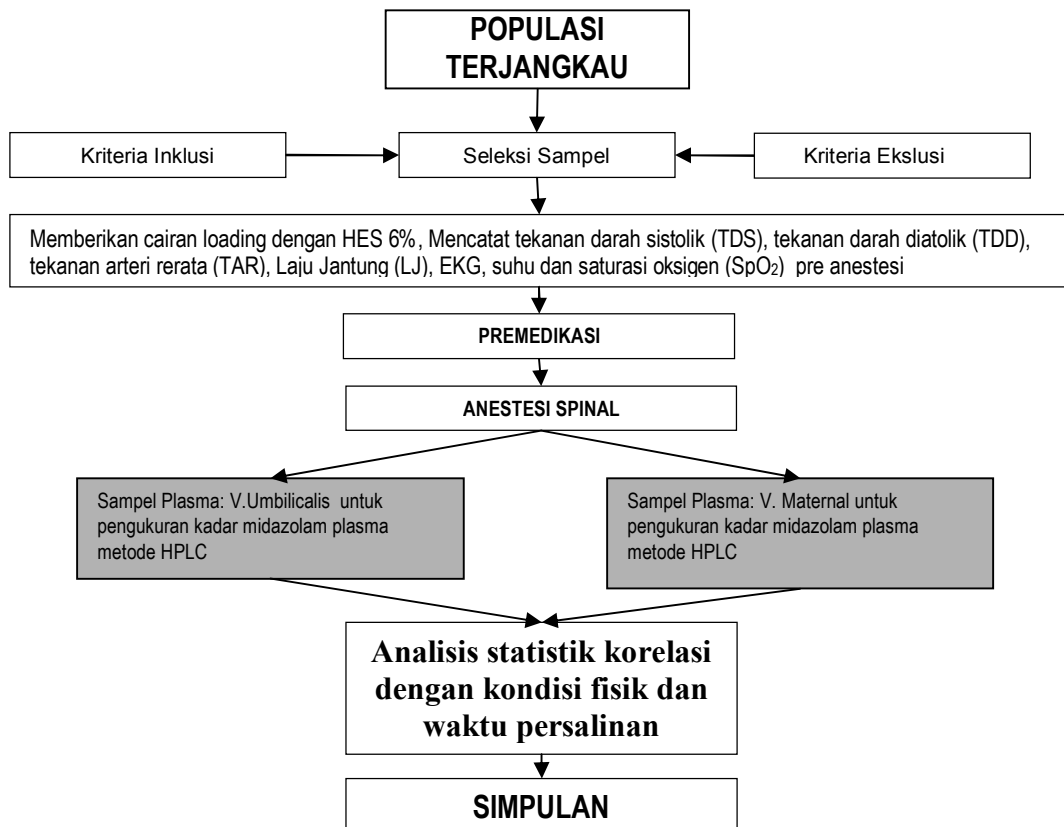 POPULASI
TERJANGKAU
Kriteria Inklusi
Seleksi Sampel
Kriteria Ekslusi
Memberikan cairan loading dengan HES 6%, Mencatat tekanan darah sistolik (TDS), tekanan darah diatolik (TDD),
tekanan arteri rerata (TAR), Laju Jantung (LJ), EKG, suhu dan saturasi oksigen (SpO₂) pre anestesi
PREMEDIKASI
ANESTESI SPINAL
Sampel Plasma: V.Umbilicalis untuk
pengukuran kadar midazolam plasma
metode HPLC
Sampel Plasma: V. Maternal untuk
pengukuran kadar midazolam plasma
metode HPLC
Analisis statistik korelasi
dengan kondisi fisik dan
waktu persalinan
SIMPULAN